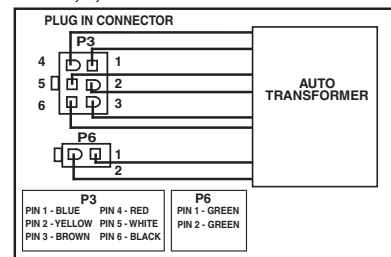 PLUG IN CONNECTOR
P3
4 1
5 2
6 3
AUTO
TRANSFORMER
P6
1
2
P3
PIN 1 - BLUE PIN 4 - RED
PIN 2 - YELLOW PIN 5 - WHITE
PIN 3 - BROWN PIN 6 - BLACK
P6
PIN 1 - GREEN
PIN 2 - GREEN